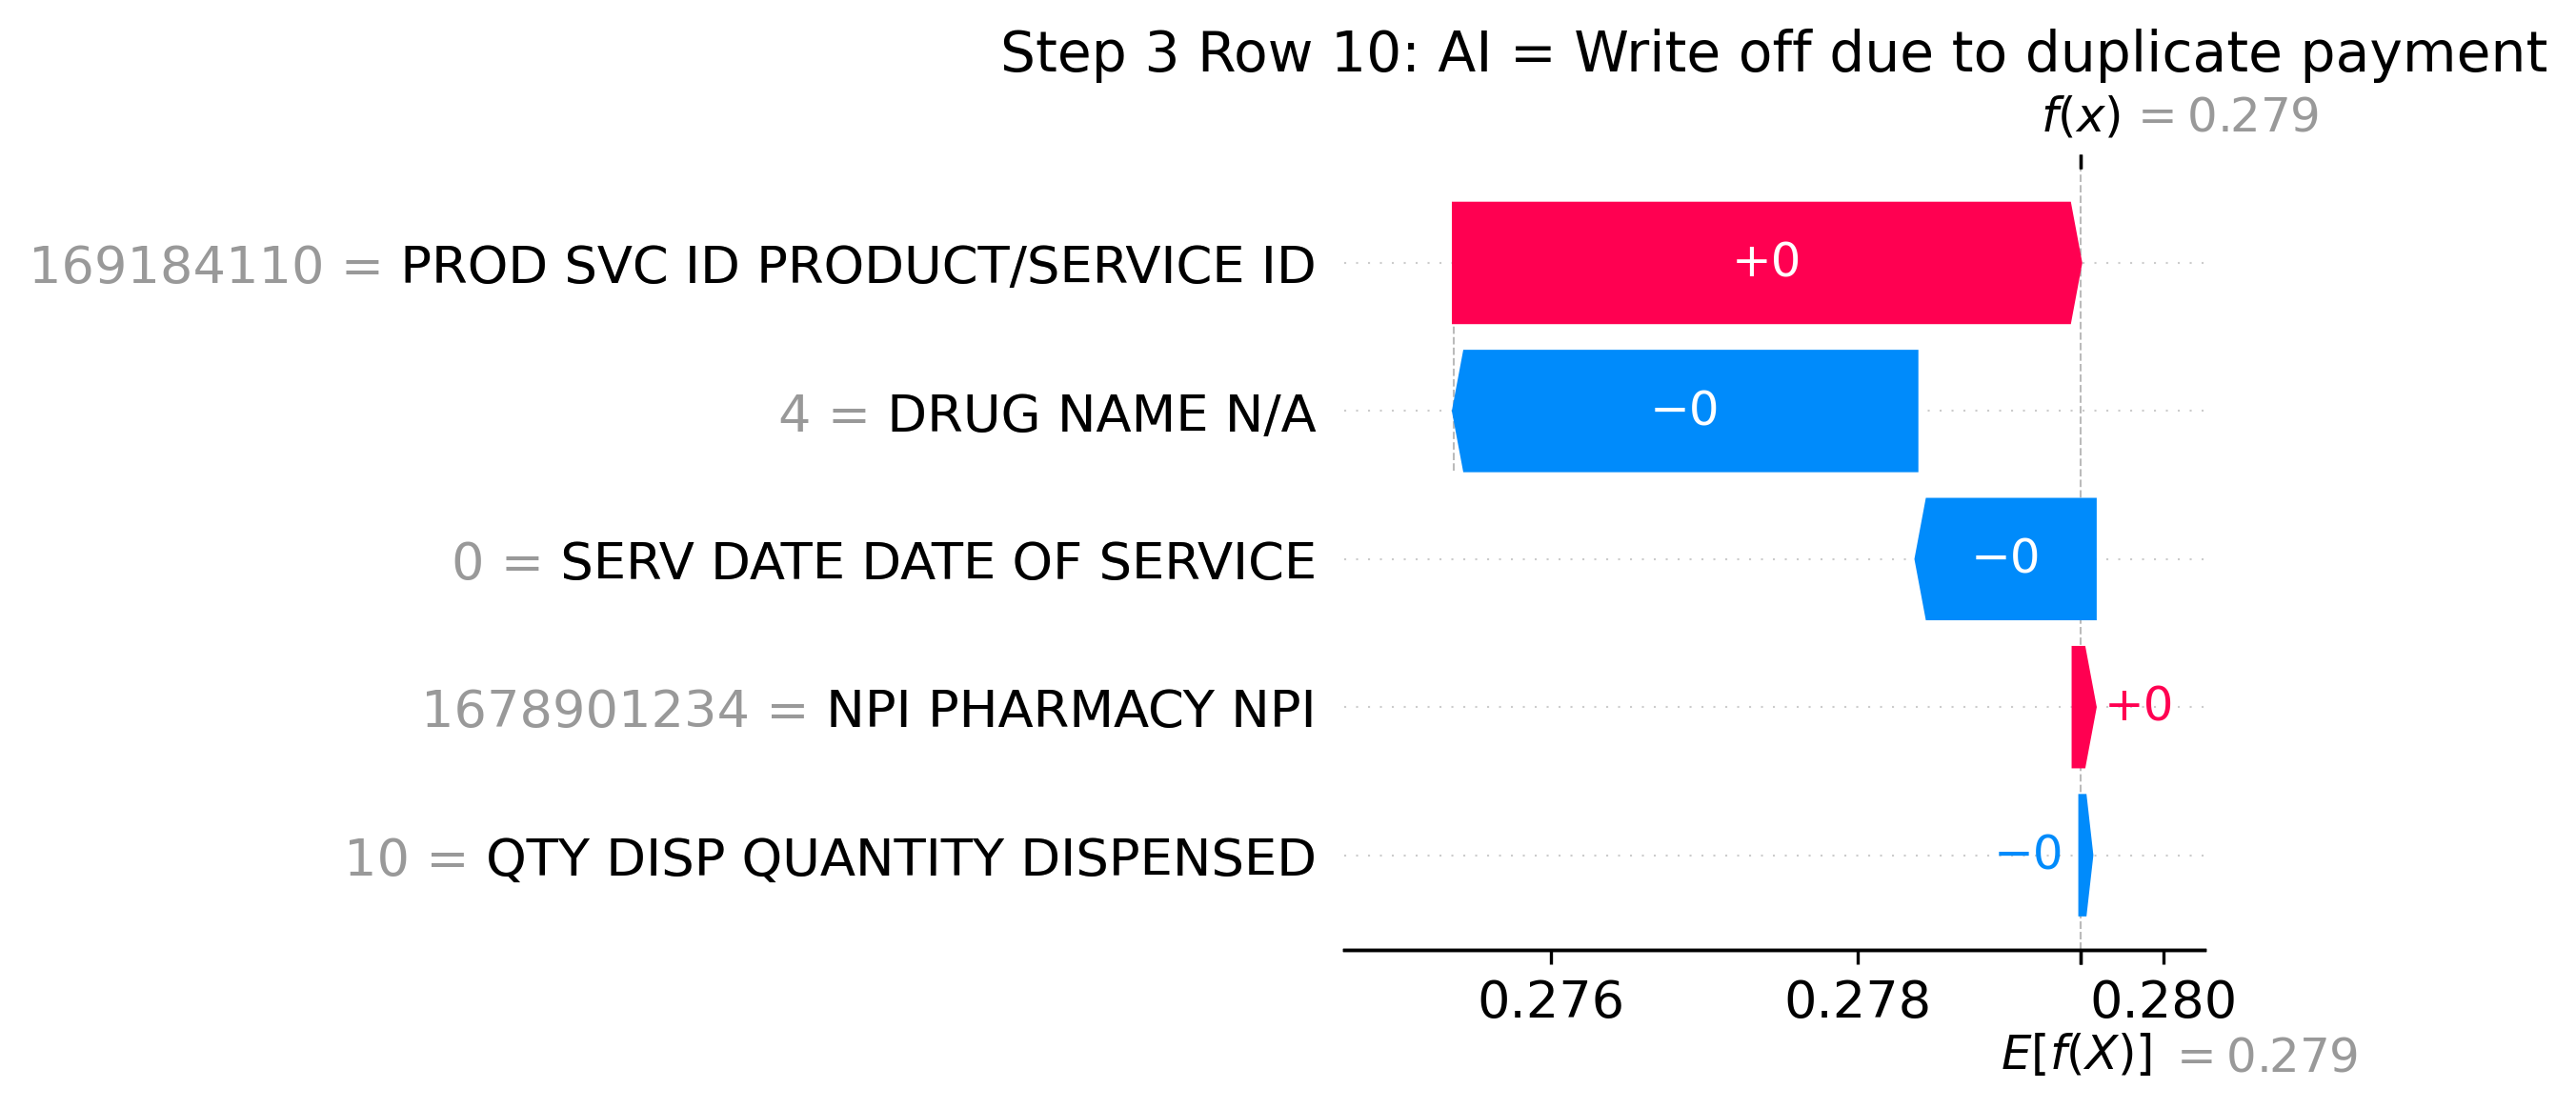 Step 3 Row 10: AI = Write off due to duplicate payment
f(x) = 0.279
169184110 = PROD SVC ID PRODUCT/SERVICE ID
+0
4 = DRUG NAME N/A
−0
0 = SERV DATE DATE OF SERVICE
−0
1678901234 = NPI PHARMACY NPI
+0
10 = QTY DISP QUANTITY DISPENSED
−0
0.276 0.278 0.280
E[f(X)] = 0.279